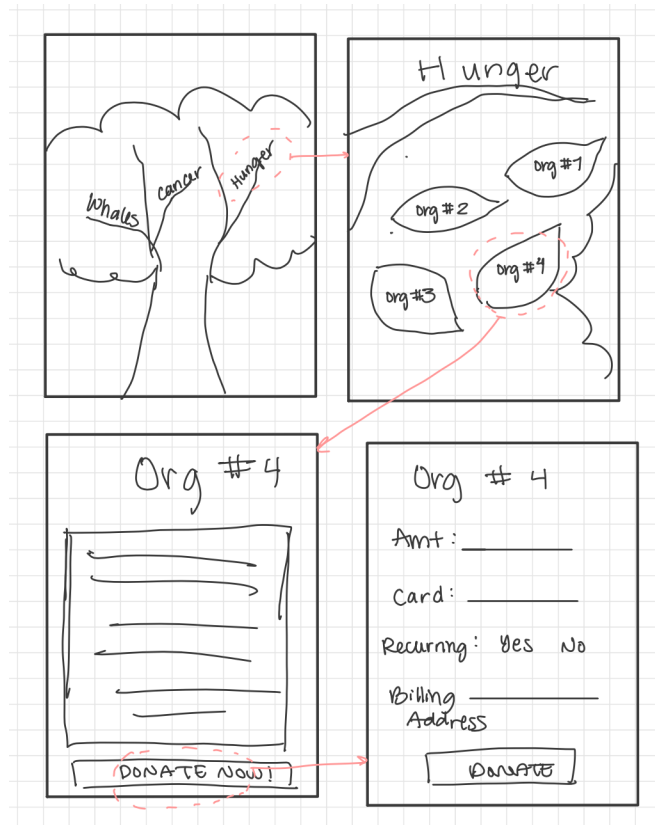 Whales
Cancer
Hunger
Hunger
Org #1
Org #2
Org #4
Org #3
Org # 4
DONATE NOW!
Org # 4
Amt:
Card:
Recurring: Yes No
Billing
Address
DONATE